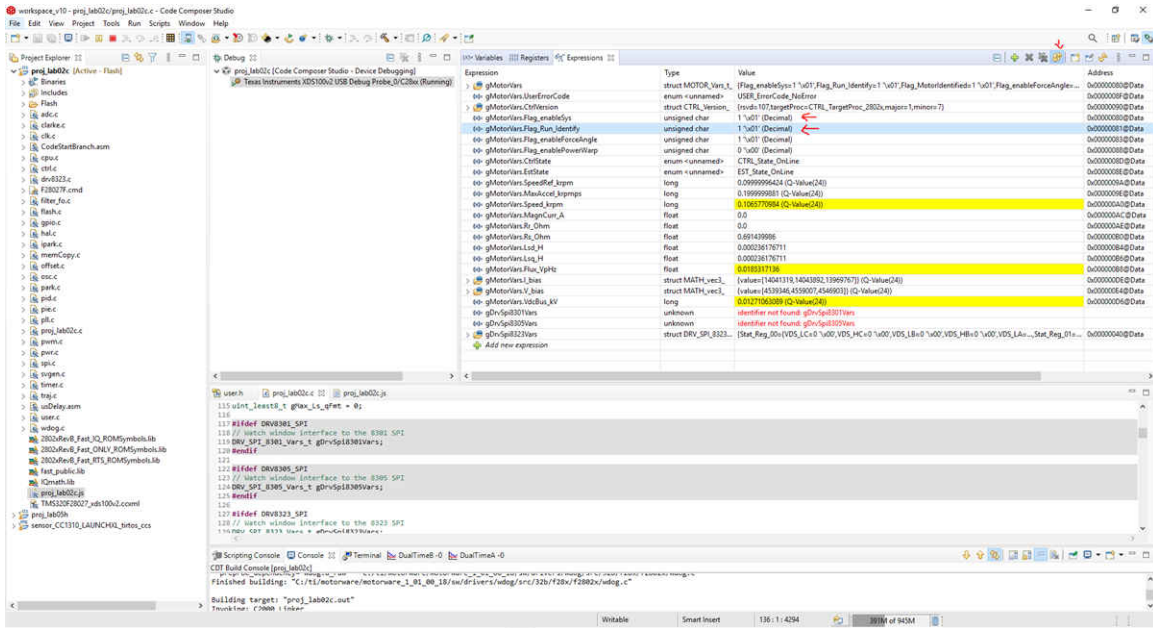 workspace_v10 - proj_lab02c/proj_lab02c.c - Code Composer Studio
File Edit View Project Tools Run Scripts Window Help
Project Explorer
proj_lab02c [Active - Flash]
Binaries
Includes
Flash
adc.c
clarke.c
clk.c
CodeStartBranch.asm
cpu.c
ctrl.c
drv8323.c
F28027F.cmd
filter_fo.c
flash.c
gpio.c
hal.c
ipark.c
memCopy.c
offset.c
osc.c
park.c
pid.c
pie.c
pll.c
proj_lab02c.c
pwm.c
pwr.c
spi.c
svgen.c
timer.c
traj.c
usDelay.asm
user.c
wdog.c
2802xRevB_Fast_IQ_ROMSymbols.lib
2802xRevB_Fast_ONLY_ROMSymbols.lib
2802xRevB_Fast_RTS_ROMSymbols.lib
fast_public.lib
IQmath.lib
proj_lab02c.js
TMS320F28027_xds100v2.ccxml
proj_lab05h
sensor_CC1310_LAUNCHXL_tirtos_ccs
Debug
proj_lab02c [Code Composer Studio - Device Debugging]
Texas Instruments XDS100v2 USB Debug Probe_0/C28xx (Running)
Variables Registers Expressions
Expression Type Value Address
gMotorVars struct MOTOR_Vars_t_ {Flag_enableSys=1 '\x01',Flag_Run_Identify=1 '\x01',Flag_MotorIdentified=1 '\x01',Flag_enableForceAngle=... 0x00000080@Data
gMotorVars.UserErrorCode enum <unnamed> USER_ErrorCode_NoError 0x0000008F@Data
gMotorVars.CtrlVersion struct CTRL_Version_ {rsvd=107,targetProc=CTRL_TargetProc_2802x,major=1,minor=7} 0x00000090@Data
gMotorVars.Flag_enableSys unsigned char 1 '\x01' (Decimal) 0x00000080@Data
gMotorVars.Flag_Run_Identify unsigned char 1 '\x01' (Decimal) 0x00000081@Data
gMotorVars.Flag_enableForceAngle unsigned char 1 '\x01' (Decimal) 0x00000083@Data
gMotorVars.Flag_enablePowerWarp unsigned char 0 '\x00' (Decimal) 0x00000088@Data
gMotorVars.CtrlState enum <unnamed> CTRL_State_OnLine 0x0000008D@Data
gMotorVars.EstState enum <unnamed> EST_State_OnLine 0x0000008E@Data
gMotorVars.SpeedRef_krpm long 0.09999996424 (Q-Value(24)) 0x0000009A@Data
gMotorVars.MaxAccel_krpmps long 0.1999999881 (Q-Value(24)) 0x0000009E@Data
gMotorVars.Speed_krpm long 0.1065770984 (Q-Value(24)) 0x000000A0@Data
gMotorVars.MagnCurr_A float 0.0 0x000000AC@Data
gMotorVars.Rr_Ohm float 0.0 0x000000AE@Data
gMotorVars.Rs_Ohm float 0.691439986 0x000000B0@Data
gMotorVars.Lsd_H float 0.000236176711 0x000000B4@Data
gMotorVars.Lsq_H float 0.000236176711 0x000000B6@Data
gMotorVars.Flux_VpHz float 0.0183317136 0x000000B8@Data
gMotorVars.I_bias struct MATH_vec3_ {value=[14041319,14043892,13969767]} (Q-Value(24)) 0x000000DE@Data
gMotorVars.V_bias struct MATH_vec3_ {value=[4539346,4559007,4546903]} (Q-Value(24)) 0x000000E4@Data
gMotorVars.VdcBus_kV long 0.01271063089 (Q-Value(24)) 0x000000D6@Data
gDrvSpi8301Vars unknown identifier not found: gDrvSpi8301Vars
gDrvSpi8305Vars unknown identifier not found: gDrvSpi8305Vars
gDrvSpi8323Vars struct DRV_SPI_8323... {Stat_Reg_00={VDS_LC=0 '\x00',VDS_HC=0 '\x00',VDS_LB=0 '\x00',VDS_HB=0 '\x00',VDS_LA=...,Stat_Reg_01=... 0x00000040@Data
Add new expression
user.h proj_lab02c.c proj_lab02c.js
115 uint_least8_t gMax_Ls_qFmt = 0;
116
117 #ifdef DRV8301_SPI
118 // Watch window interface to the 8301 SPI
119 DRV_SPI_8301_Vars_t gDrvSpi8301Vars;
120 #endif
121
122 #ifdef DRV8305_SPI
123 // Watch window interface to the 8305 SPI
124 DRV_SPI_8305_Vars_t gDrvSpi8305Vars;
125 #endif
126
127 #ifdef DRV8323_SPI
128 // Watch window interface to the 8323 SPI
129 DRV_SPI_8323_Vars_t gDrvSpi8323Vars;
Scripting Console Console Terminal DualTimeB -0 DualTimeA -0
CDT Build Console [proj_lab02c]
Finished building: "C:/ti/motorware/motorware_1_01_00_18/sw/drivers/wdog/src/32b/f28x/f2802x/wdog.c"
Building target: "proj_lab02c.out"
Invoking: C2000 Linker
Writable Smart Insert 136 : 1 : 4294 391M of 945M